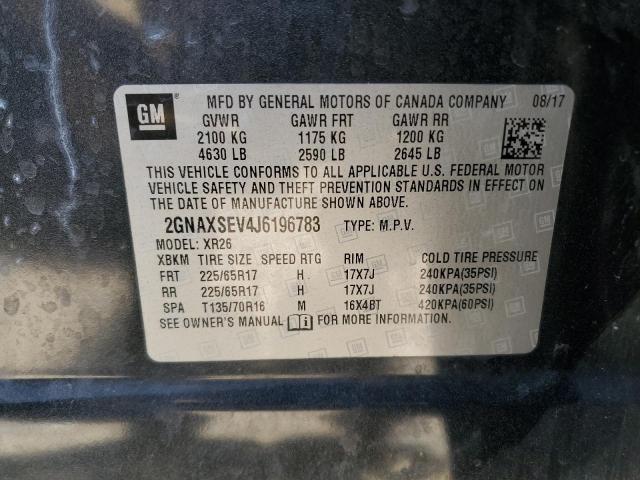 GM
MFD BY GENERAL MOTORS OF CANADA COMPANY 08/17
GVWR GAWR FRT GAWR RR
2100 KG 1175 KG 1200 KG
4630 LB 2590 LB 2645 LB
THIS VEHICLE CONFORMS TO ALL APPLICABLE U.S. FEDERAL MOTOR
VEHICLE SAFETY AND THEFT PREVENTION STANDARDS IN EFFECT ON
THE DATE OF MANUFACTURE SHOWN ABOVE.
2GNAXSEV4J6196783 TYPE: M.P.V.
MODEL: XR26
XBKM TIRE SIZE SPEED RTG RIM COLD TIRE PRESSURE
FRT 225/65R17 H 17X7J 240KPA(35PSI)
RR 225/65R17 H 17X7J 240KPA(35PSI)
SPA T135/70R16 M 16X4BT 420KPA(60PSI)
SEE OWNER'S MANUAL FOR MORE INFORMATION.